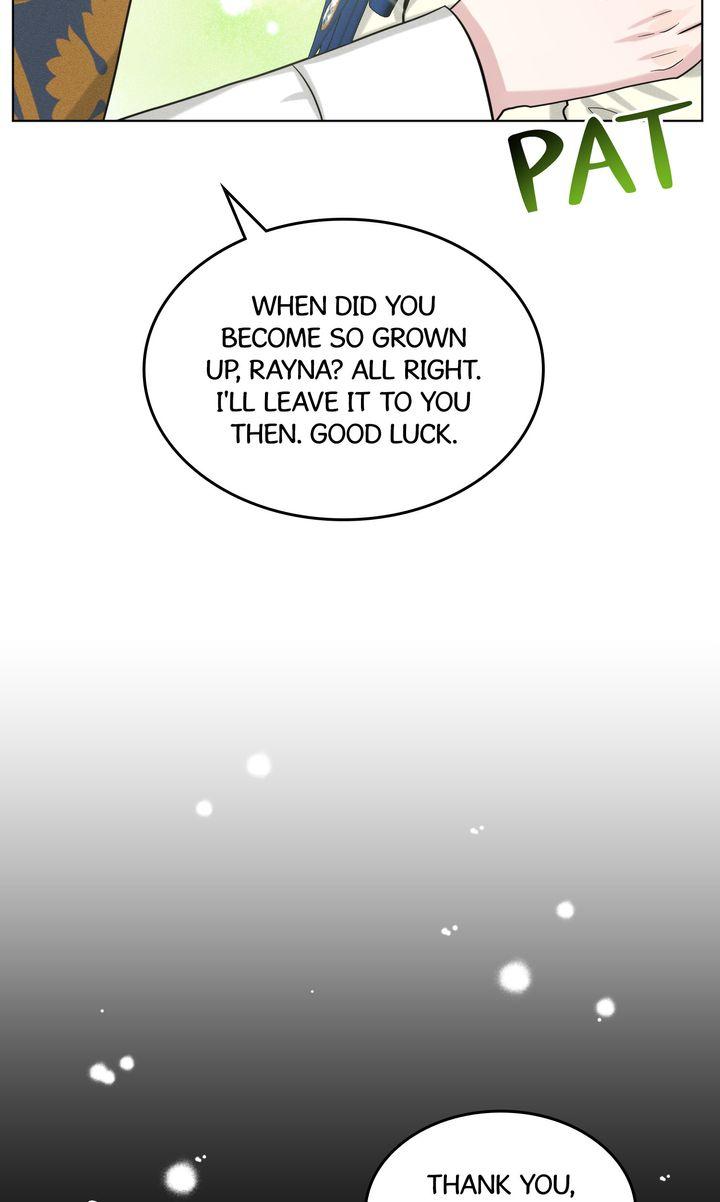 PAT
WHEN DID YOU
BECOME SO GROWN
UP, RAYNA? ALL RIGHT.
I'LL LEAVE IT TO YOU
THEN. GOOD LUCK.
THANK YOU,